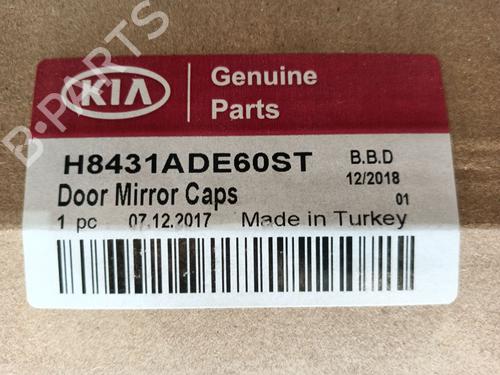 KIA
Genuine
Parts
H8431ADE60ST
B.B.D
Door Mirror Caps
12/2018
01
1 pc 07.12.2017 Made in Turkey
B-PARTS